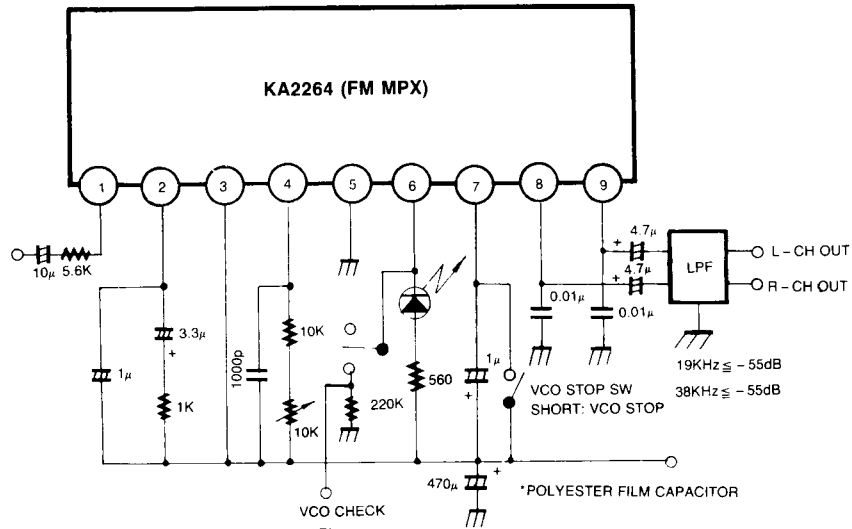 KA2264 (FM MPX)
1 2 3 4 5 6 7 8 9
10μ 5.6K
1μ
3.3μ
+
1K
1000p
10K
10K
220K
560
1μ
+
VCO STOP SW
SHORT: VCO STOP
0.01μ
0.01μ
+ 4.7μ
+ 4.7μ
LPF
L-CH OUT
R-CH OUT
19KHz ≦ -55dB
38KHz ≦ -55dB
470μ +
*POLYESTER FILM CAPACITOR
VCO CHECK